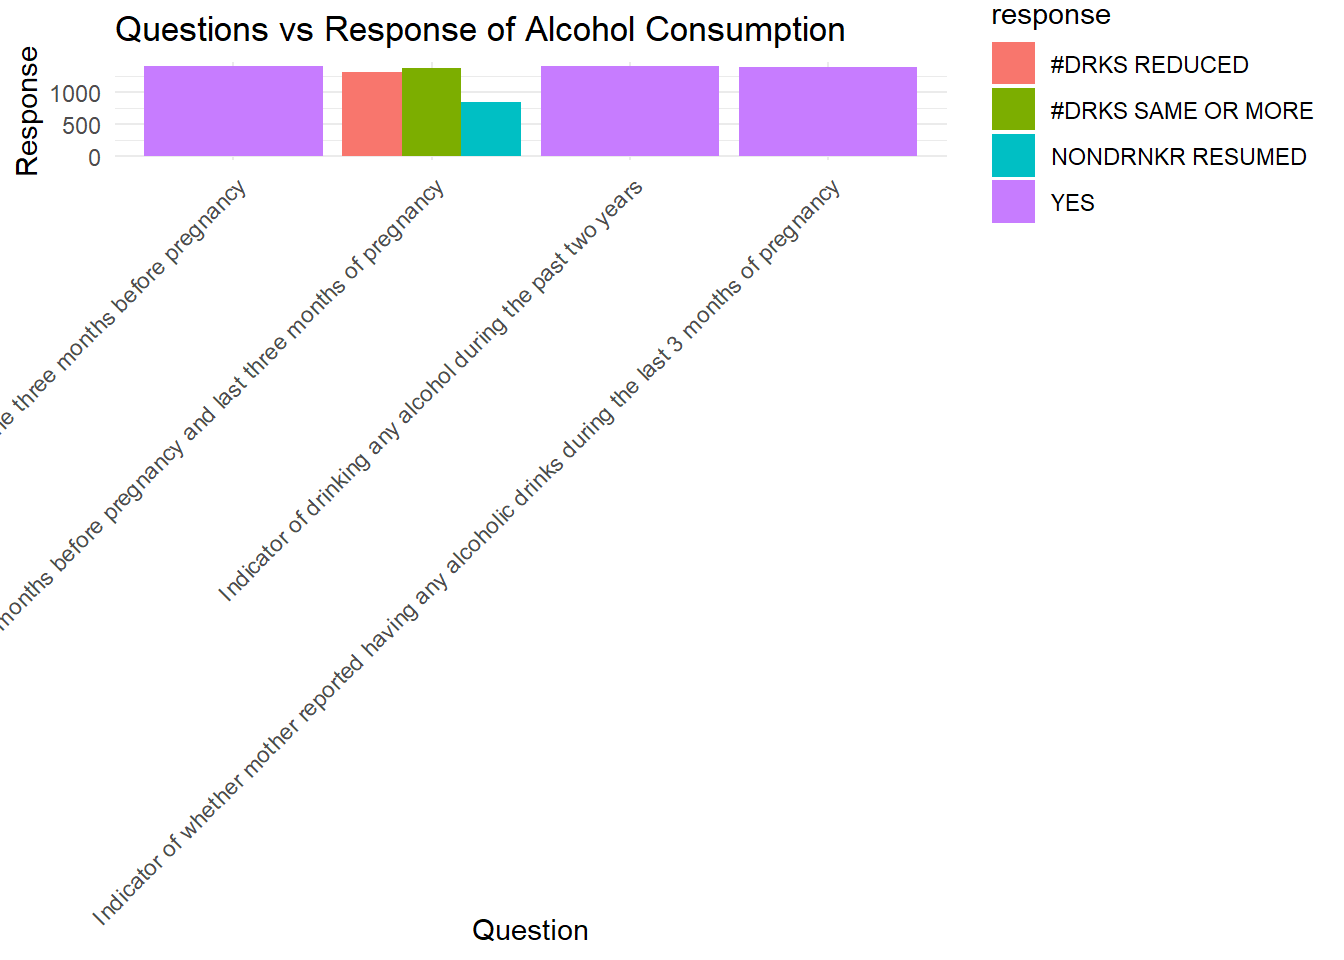 Questions vs Response of Alcohol Consumption
Response
1000
500
0
three months before pregnancy
months before pregnancy and last three months of pregnancy
Indicator of drinking any alcohol during the past two years
Indicator of whether mother reported having any alcoholic drinks during the last 3 months of pregnancy
Question
response
#DRKS REDUCED
#DRKS SAME OR MORE
NONDRNKR RESUMED
YES